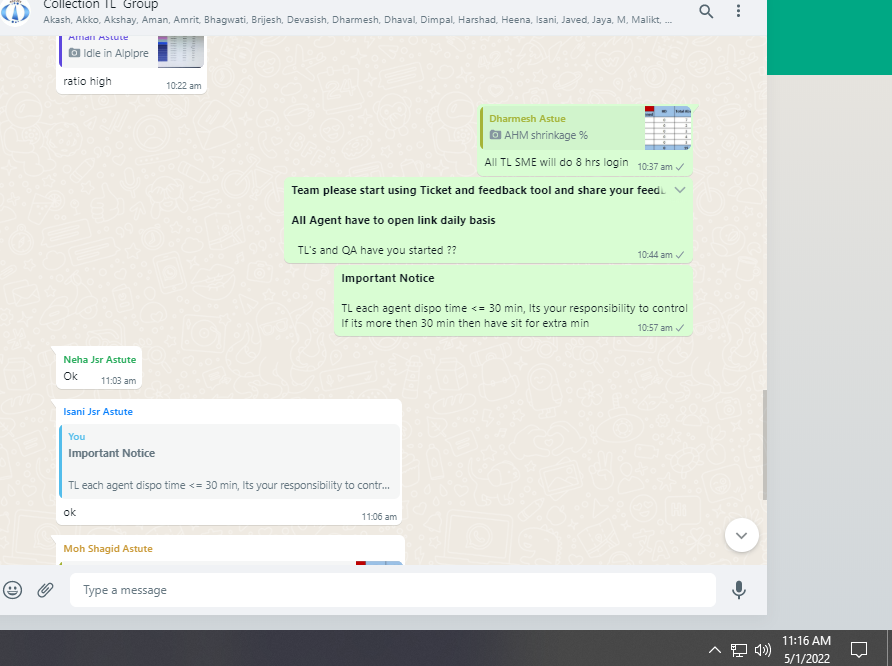 Collection TL Group
Akash, Akko, Akshay, Aman, Amrit, Bhagwati, Brijesh, Devasish, Dharmesh, Dhaval, Dimpal, Harshad, Heena, Isani, Javed, Jaya, M, Malikt, ...
Aman Astute
Idle in Alpipre
ratio high
10:22 am
Dharmesh Astue
AHM shrinkage %
All TL SME will do 8 hrs login
10:37 am
Team please start using Ticket and feedback tool and share your feed
All Agent have to open link daily basis
TL's and QA have you started ??
10:44 am
Important Notice
TL each agent dispo time <= 30 min, Its your responsibility to control
If its more then 30 min then have sit for extra min
10:57 am
Neha Jsr Astute
Ok
11:03 am
Isani Jsr Astute
You
Important Notice
TL each agent dispo time <= 30 min, Its your responsibility to contr...
ok
11:06 am
Moh Shagid Astute
Type a message
11:16 AM
5/1/2022